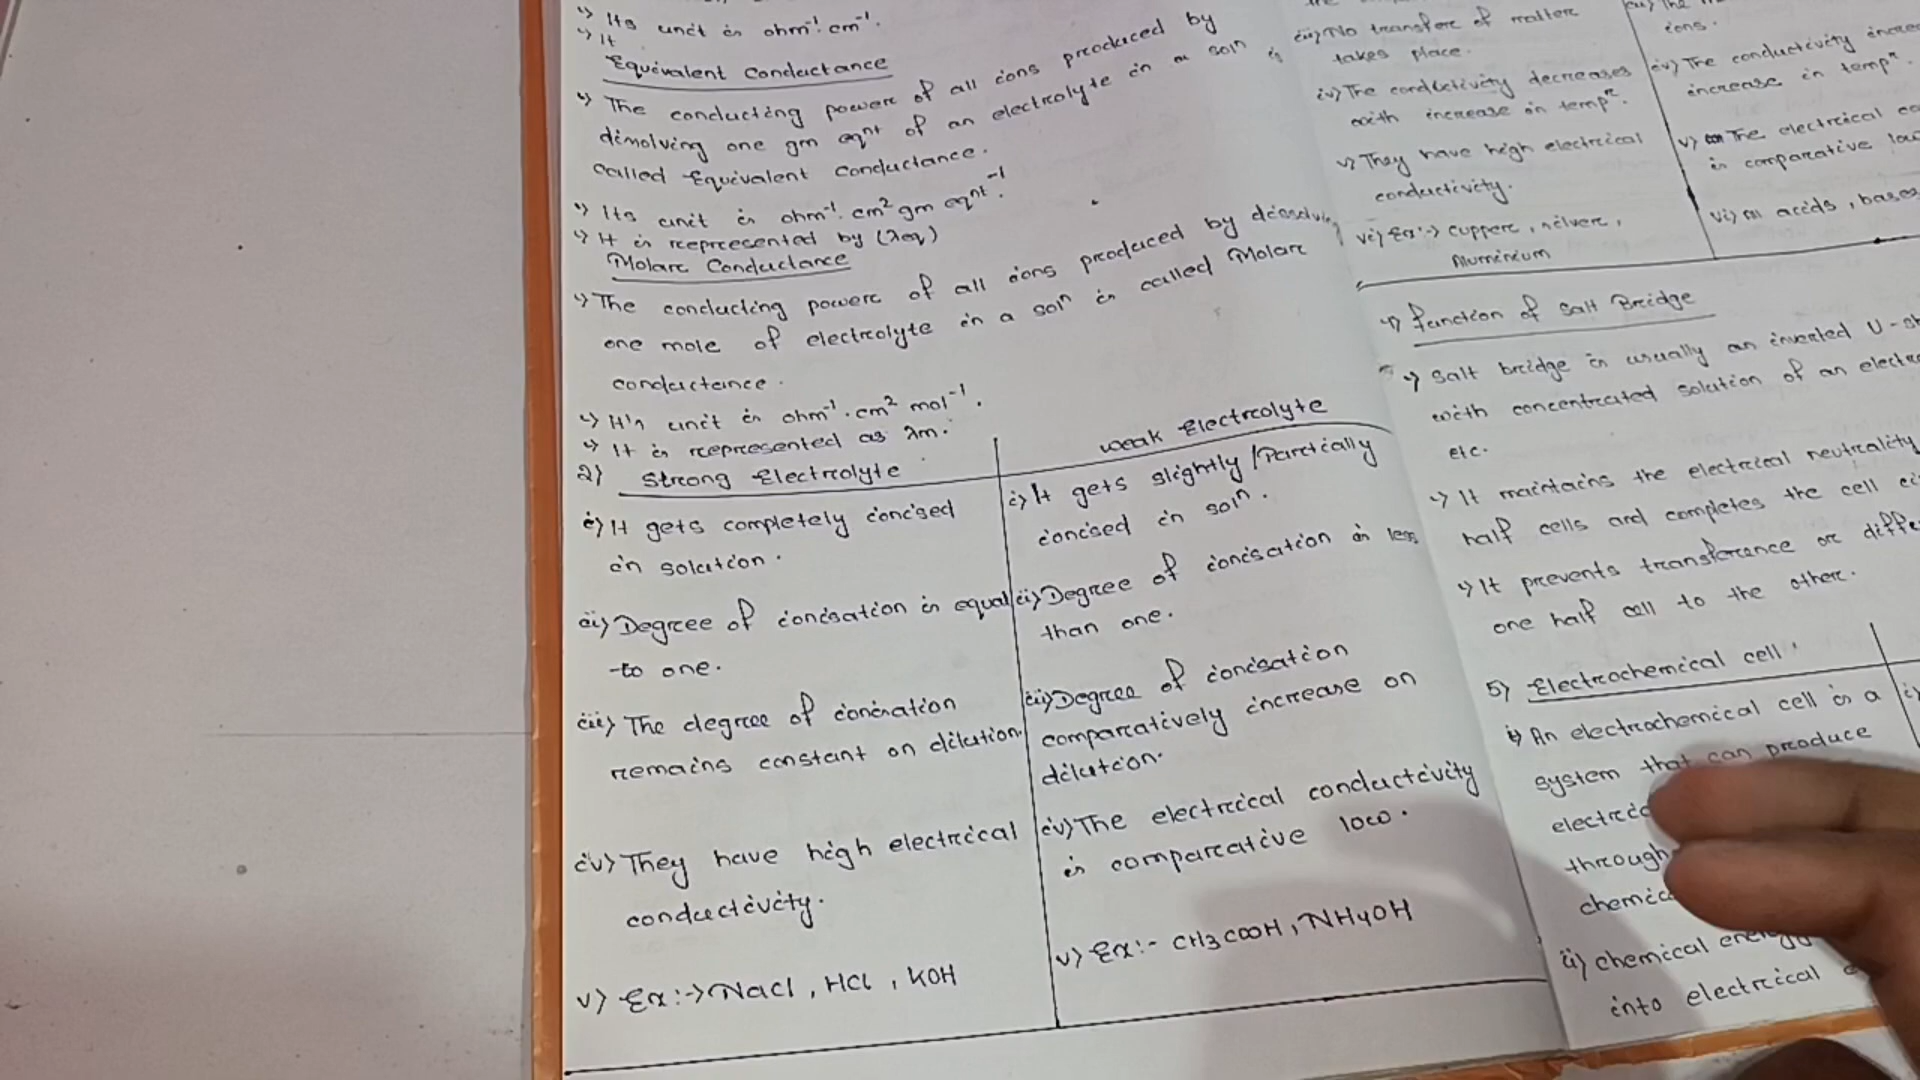 ↳ Its unit is ohm⁻¹. cm⁻¹.
↳ It
Equivalent Conductance
↳ The conducting power of all ions produced by
dissolving one gm eqnt of an electrolyte in a solⁿ is
called Equivalent Conductance.
↳ Its unit is ohm⁻¹. cm² gm eqnt⁻¹.
↳ It is represented by (λeq)
Molar Conductance
↳ The conducting power of all ions produced by dissolving
one mole of electrolyte in a solⁿ is called Molar
conductance.
↳ It's unit is ohm⁻¹. cm² mol⁻¹.
↳ It is represented as λm.
2) Strong Electrolyte
i) It gets completely ionised
in solution.
ii) Degree of ionisation is equal
to one.
iii) The degree of ionisation
remains constant on dilution.
iv) They have high electrical
conductivity.
v) Ex:→ NaCl, HCl, KOH
Weak Electrolyte
i) It gets slightly/Partially
ionised in solⁿ.
ii) Degree of ionisation is less
than one.
iii) Degree of ionisation
comparatively increase on
dilution.
iv) The electrical conductivity
is comparative low.
v) Ex:- CH3COOH, NH4OH
iii) No transfer of matter
takes place.
iv) The conductivity decreases
with increase in tempʳ.
v) They have high electrical
conductivity.
vi) Ex:→ copper, silver,
Aluminium
ions.
iv) The conductivity
increase in tempʳ.
v) The electrical
is comparative
vi) acids, bases
4) Function of Salt Bridge
↳ Salt bridge is usually an inverted U-
with concentrated solution of an
etc.
↳ It maintains the electrical neutrality
half cells and completes the cell
↳ It prevents transference or
one half cell to the other.
5) Electrochemical cell
i) An electrochemical cell is a
system that can produce
through
ii) chemical energy
into electrical